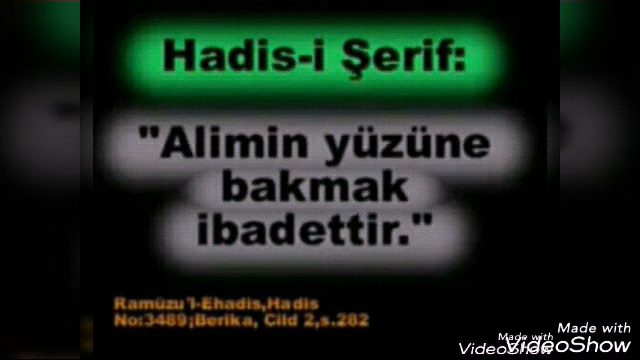 Hadis-i Şerif:
"Alimin yüzüne
bakmak
ibadettir."
Ramüzu'l-Ehadis,Hadis
No:3489;Berika, Cild 2,s.282
Made with
VideoShow
Made with
VideoShow